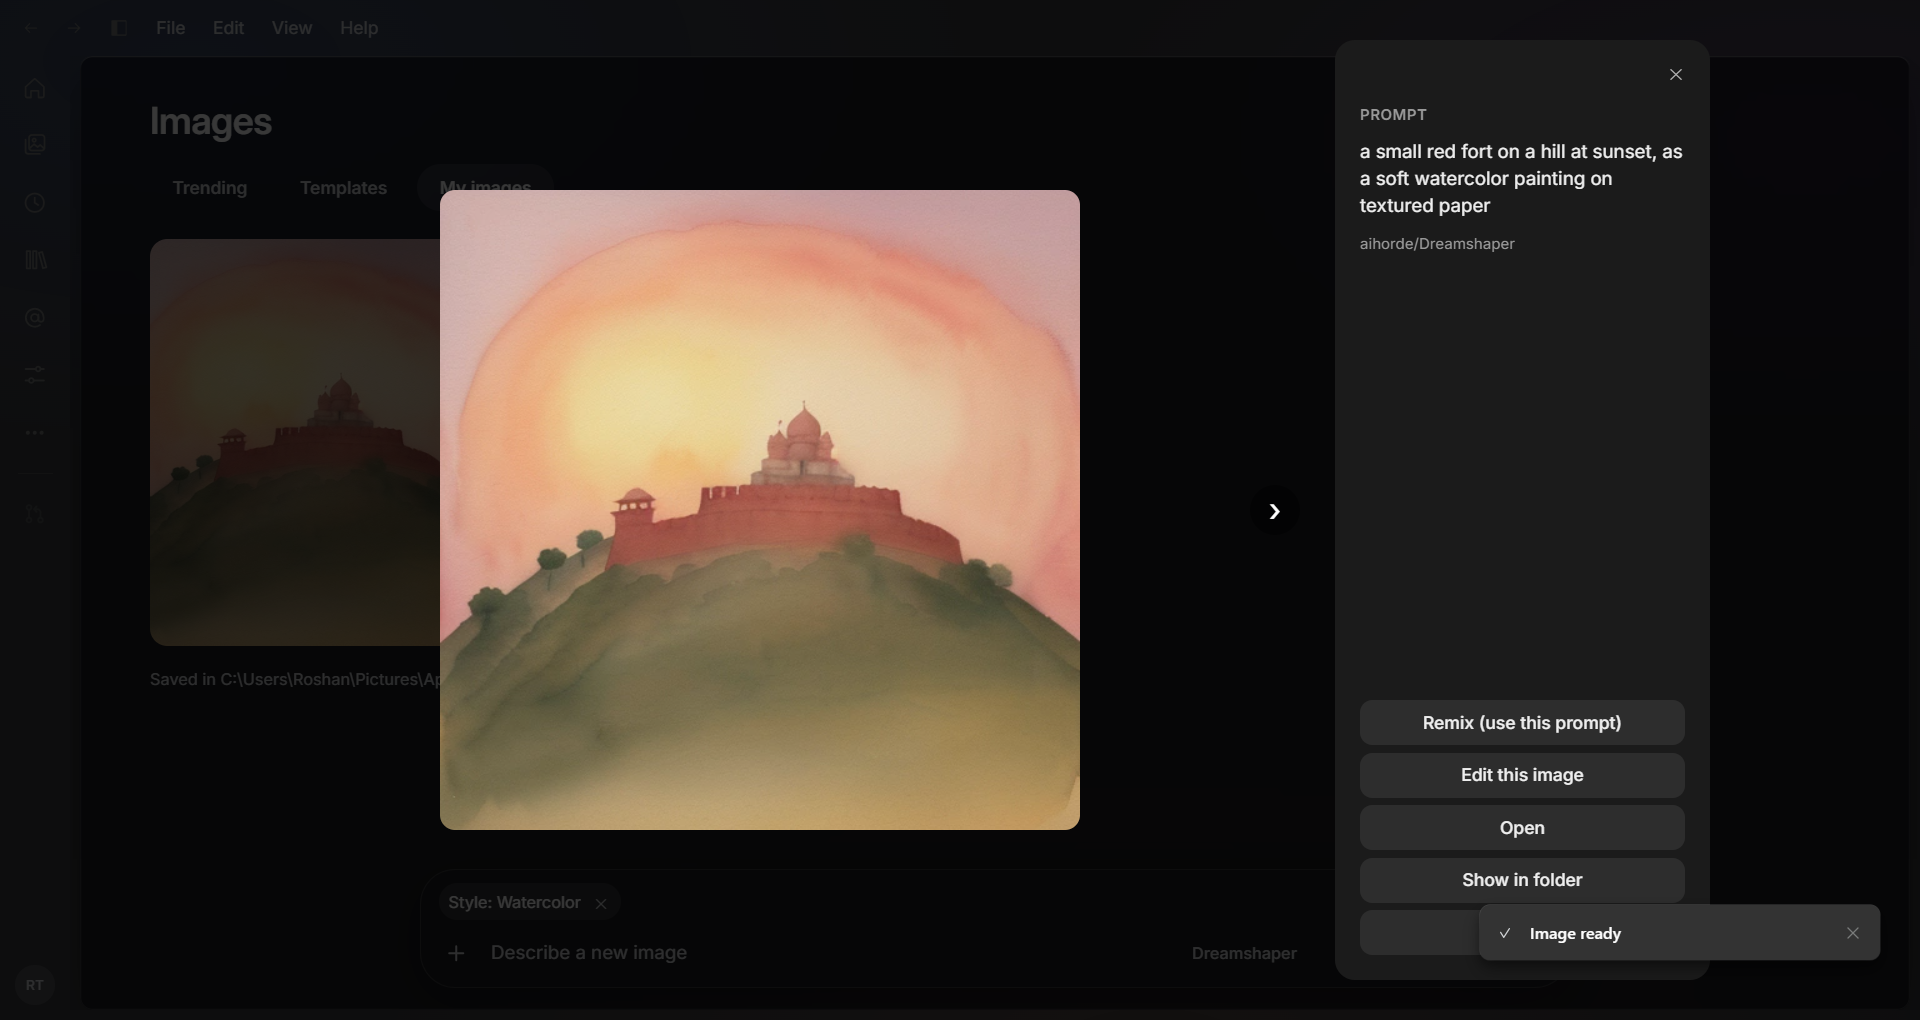 File Edit View Help
Images
Trending Templates My images
Saved in C:\Users\Roshan\Pictures\
Style: Watercolor
Describe a new image
Dreamshaper
RT
PROMPT
a small red fort on a hill at sunset, as
a soft watercolor painting on
textured paper
aihorde/Dreamshaper
Remix (use this prompt)
Edit this image
Open
Show in folder
Image ready